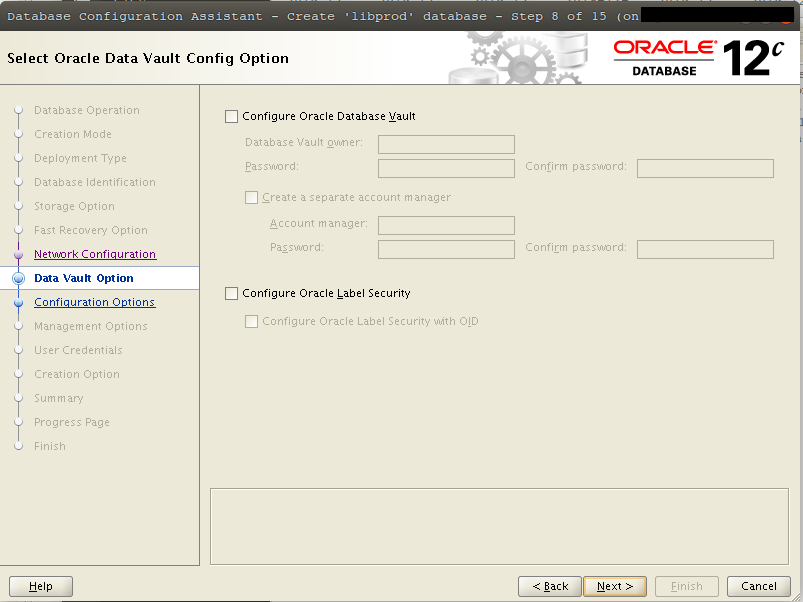 Database Configuration Assistant - Create 'libprod' database - Step 8 of 15 (on
Select Oracle Data Vault Config Option
ORACLE
DATABASE
12c
Database Operation
Creation Mode
Deployment Type
Database Identification
Storage Option
Fast Recovery Option
Network Configuration
Data Vault Option
Configuration Options
Management Options
User Credentials
Creation Option
Summary
Progress Page
Finish
Configure Oracle Database Vault
Database Vault owner:
Password: Confirm password:
Create a separate account manager
Account manager:
Password: Confirm password:
Configure Oracle Label Security
Configure Oracle Label Security with OID
Help < Back Next > Finish Cancel